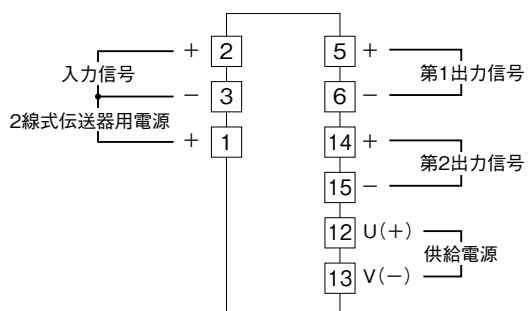 + 2
入力信号
− 3
2線式伝送器用電源
+ 1
5 +
第1出力信号
6 −
14 +
第2出力信号
15 −
12 U(+)
供給電源
13 V(−)